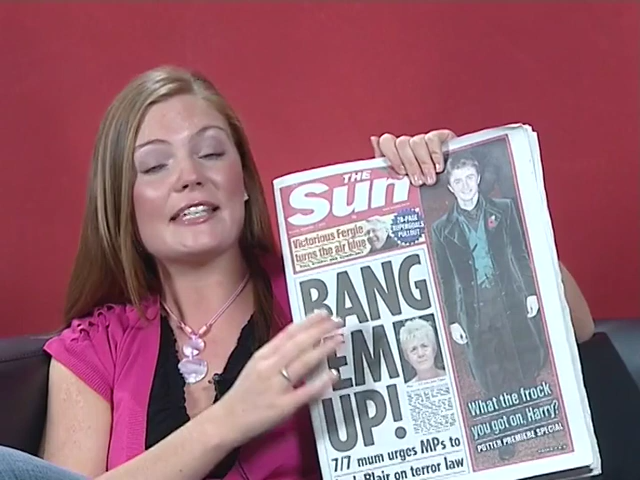 THE
Sun
Victorious Fergie
turns the air blue
28-PAGE
SUPERGOALS
PULLOUT
BANG
'EM
UP!
7/7 mum urges MPs to
back Blair on terror law
What the frock
you got on, Harry?
POTTER PREMIERE SPECIAL